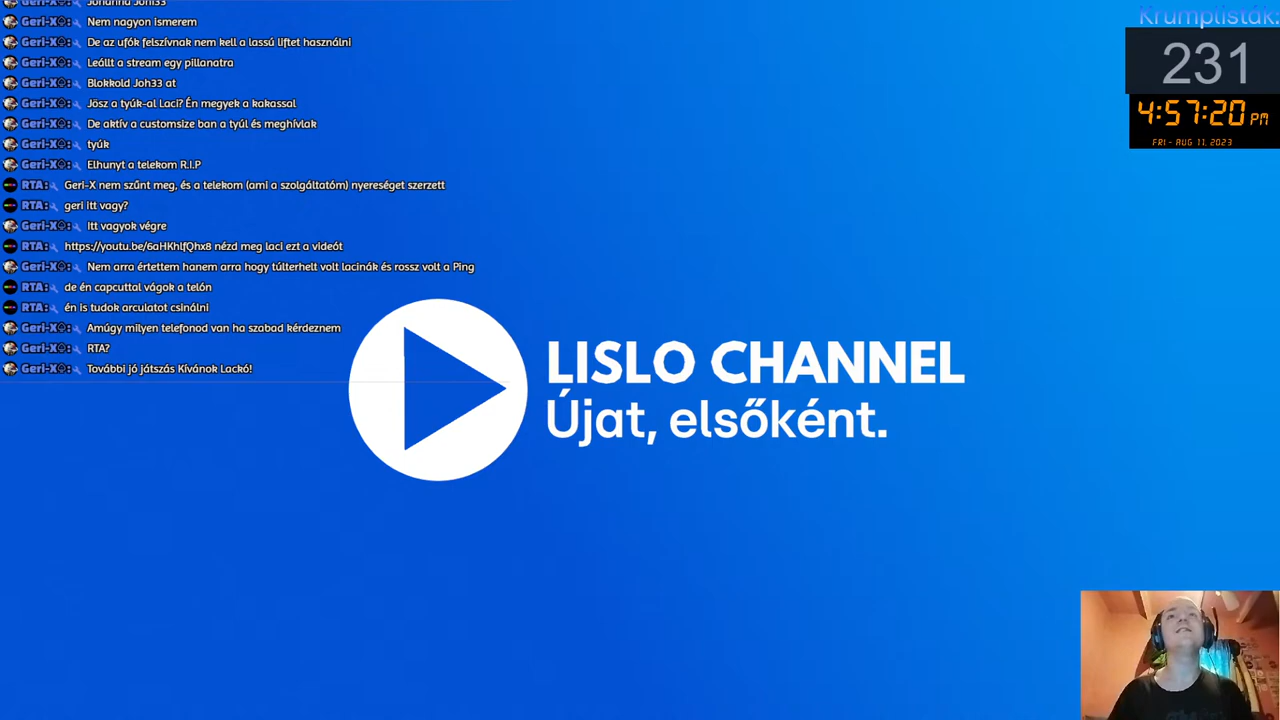 Johanna Joh33
Geri-X: Nem nagyon ismerem
Geri-X: De az ufók felszívnak nem kell a lassú liftet használni
Geri-X: Leállt a stream egy pillanatra
Geri-X: Blokkold Joh33 at
Geri-X: Jösz a tyúk-al Laci? Én megyek a kakassal
Geri-X: De aktív a customsize ban a tyúl és meghívlak
Geri-X: tyúk
Geri-X: Elhunyt a telekom R.I.P
RTA: Geri-X nem szűnt meg, és a telekom (ami a szolgáltatóm) nyereséget szerzett
RTA: geri itt vagy?
Geri-X: Itt vagyok végre
RTA: https://youtu.be/6aHKhlfQhx8 nézd meg laci ezt a videót
Geri-X: Nem arra értettem hanem arra hogy túlterhelt volt lacinák és rossz volt a Ping
RTA: de én capcuttal vágok a telón
RTA: én is tudok arculatot csinálni
Geri-X: Amúgy milyen telefonod van ha szabad kérdeznem
Geri-X: RTA?
Geri-X: További jó játszás Kívánok Lackó!
Krumplisták:
231
4:57:20 PM
FRI - AUG 11, 2023
LISLO CHANNEL
Újat, elsőként.